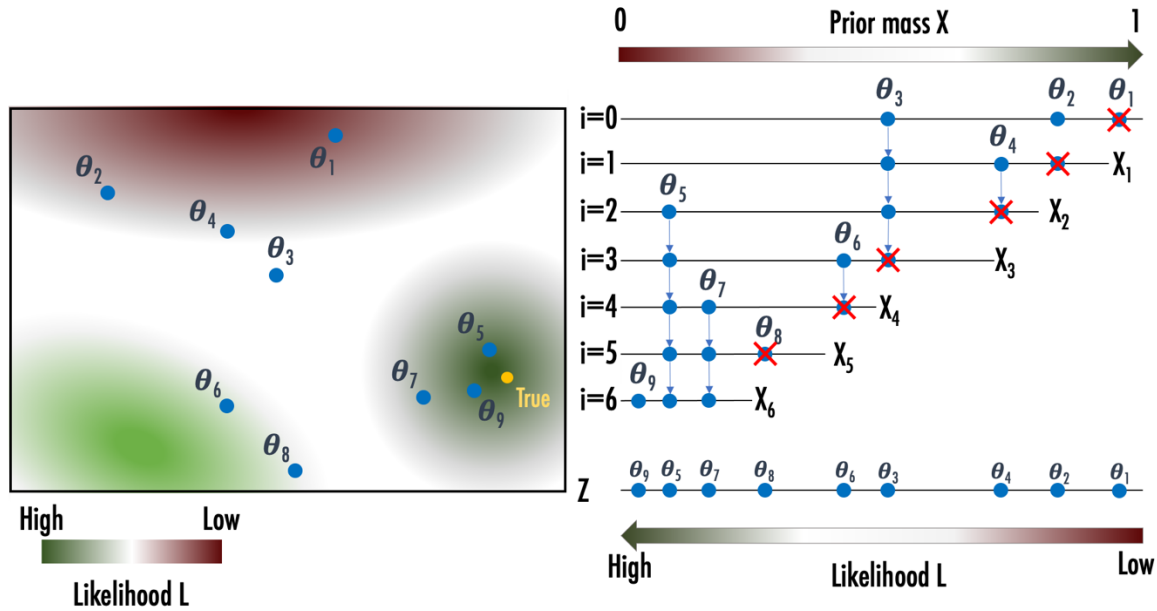 θ₁
θ₂
θ₄
θ₃
θ₅
θ₇
θ₆
True
θ₉
θ₈
High Low
Likelihood L
0 Prior mass X 1
i=0 θ₃ θ₂ θ₁
i=1 θ₄ X₁
i=2 θ₅ X₂
i=3 θ₆ X₃
i=4 θ₇ X₄
i=5 θ₈ X₅
i=6 θ₉ X₆
Z θ₉ θ₅ θ₇ θ₈ θ₆ θ₃ θ₄ θ₂ θ₁
High Low
Likelihood L